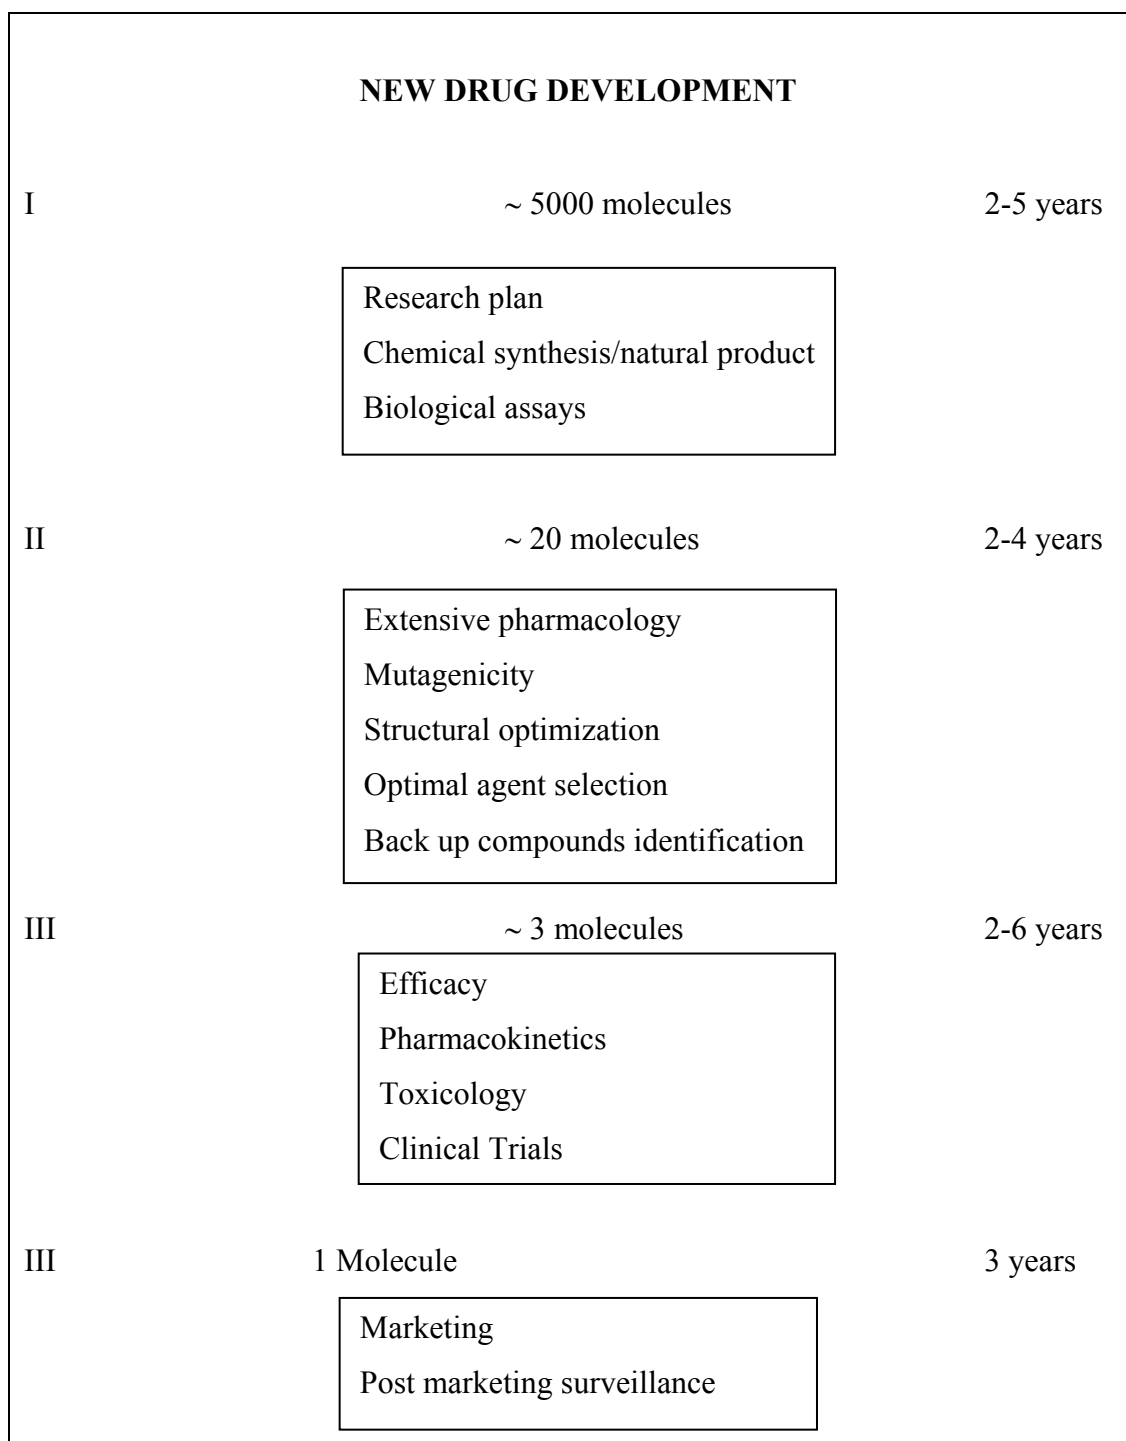 NEW DRUG DEVELOPMENT
I ~ 5000 molecules 2-5 years
Research plan
Chemical synthesis/natural product
Biological assays
II ~ 20 molecules 2-4 years
Extensive pharmacology
Mutagenicity
Structural optimization
Optimal agent selection
Back up compounds identification
III ~ 3 molecules 2-6 years
Efficacy
Pharmacokinetics
Toxicology
Clinical Trials
III 1 Molecule 3 years
Marketing
Post marketing surveillance